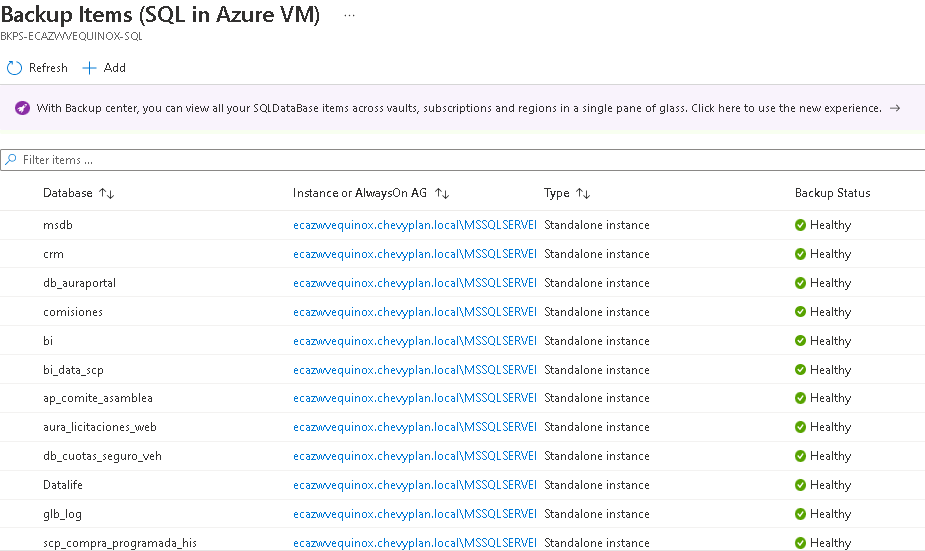 Backup Items (SQL in Azure VM) ...
BKPS-ECAZWVEQUINOX-SQL
Refresh Add
With Backup center, you can view all your SQLDataBase items across vaults, subscriptions and regions in a single pane of glass. Click here to use the new experience. →
Filter items ...
Database ↑↓ Instance or AlwaysOn AG ↑↓ Type ↑↓ Backup Status
msdb ecazwvequinox.chevyplan.local\MSSQLSERVEI Standalone instance Healthy
crm ecazwvequinox.chevyplan.local\MSSQLSERVEI Standalone instance Healthy
db_auraportal ecazwvequinox.chevyplan.local\MSSQLSERVEI Standalone instance Healthy
comisiones ecazwvequinox.chevyplan.local\MSSQLSERVEI Standalone instance Healthy
bi ecazwvequinox.chevyplan.local\MSSQLSERVEI Standalone instance Healthy
bi_data_scp ecazwvequinox.chevyplan.local\MSSQLSERVEI Standalone instance Healthy
ap_comite_asamblea ecazwvequinox.chevyplan.local\MSSQLSERVEI Standalone instance Healthy
aura_licitaciones_web ecazwvequinox.chevyplan.local\MSSQLSERVEI Standalone instance Healthy
db_cuotas_seguro_veh ecazwvequinox.chevyplan.local\MSSQLSERVEI Standalone instance Healthy
Datalife ecazwvequinox.chevyplan.local\MSSQLSERVEI Standalone instance Healthy
glb_log ecazwvequinox.chevyplan.local\MSSQLSERVEI Standalone instance Healthy
scp_compra_programada_his ecazwvequinox.chevyplan.local\MSSQLSERVEI Standalone instance Healthy